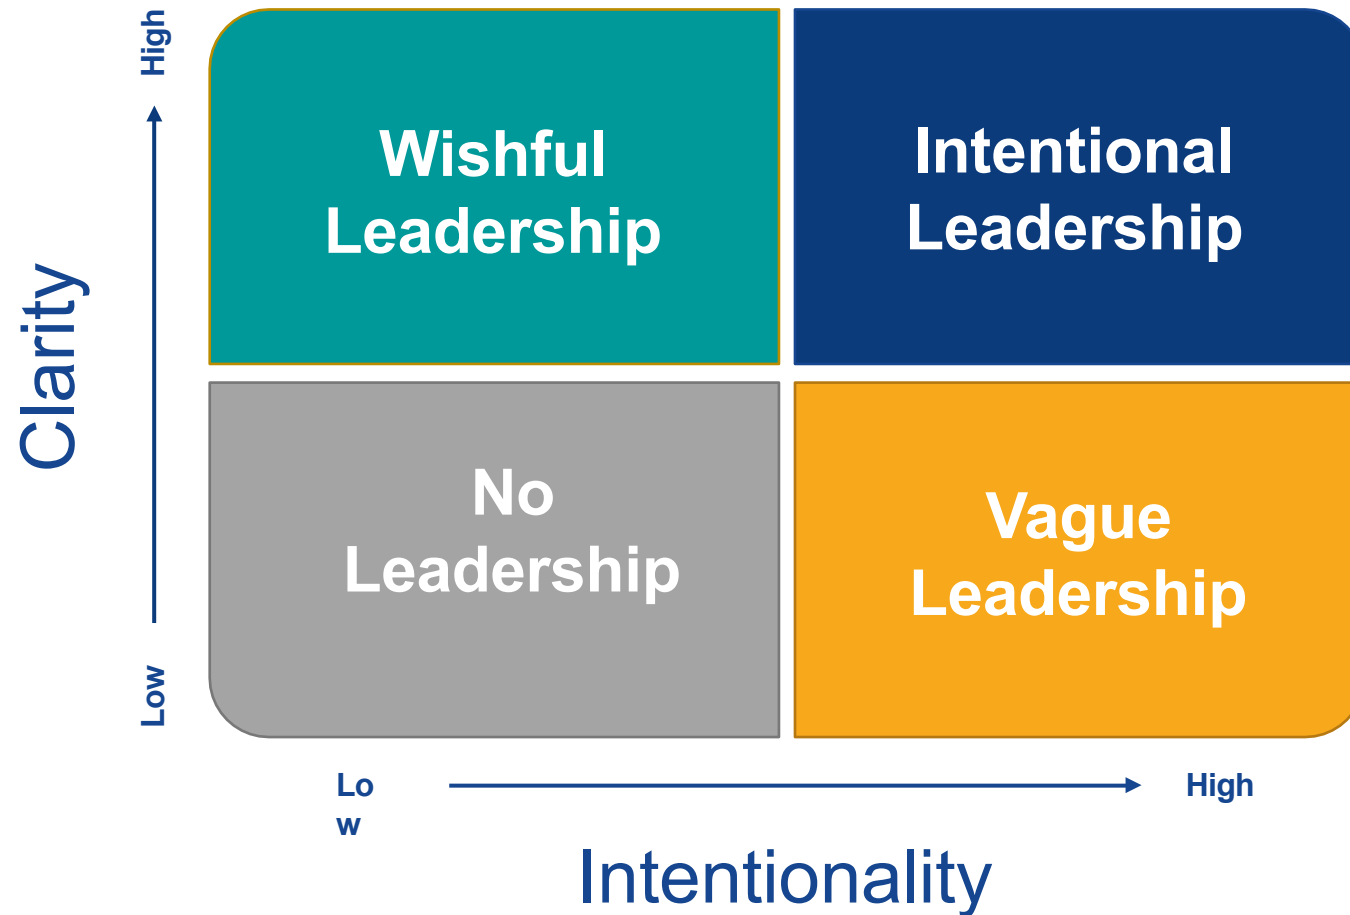 High
Wishful
Leadership
Intentional
Leadership
Clarity
No
Leadership
Vague
Leadership
Low
Lo
w
High
Intentionality